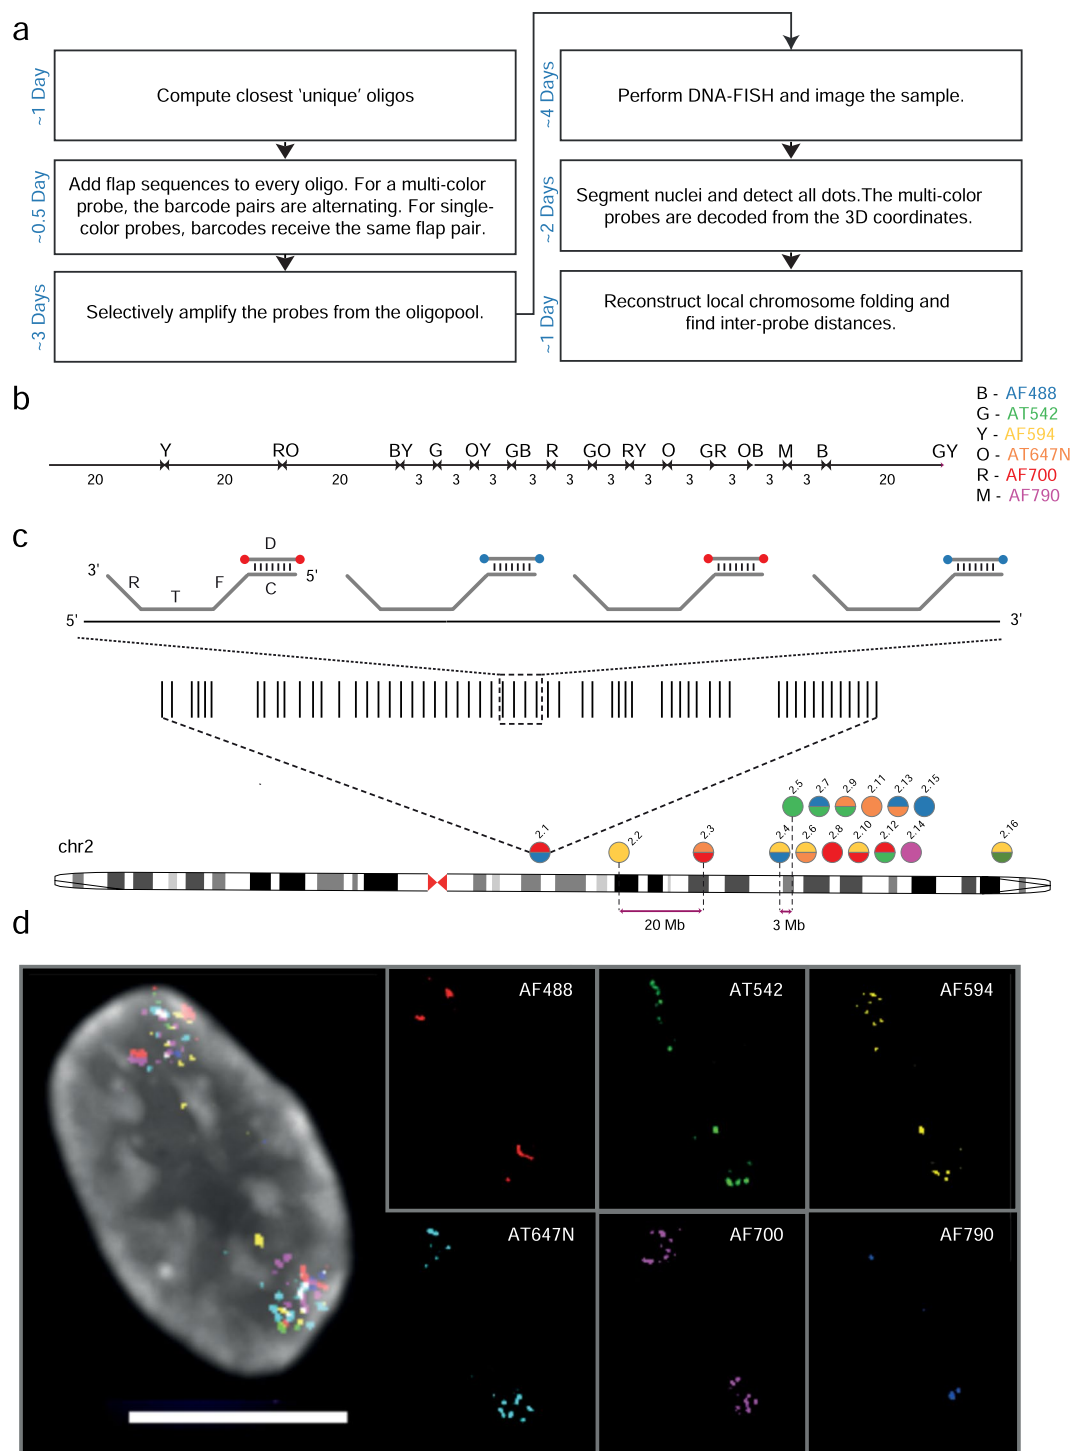 a
~1 Day
Compute closest ‘unique’ oligos
~0.5 Day
Add flap sequences to every oligo. For a multi-color
probe, the barcode pairs are alternating. For single-
color probes, barcodes receive the same flap pair.
~3 Days
Selectively amplify the probes from the oligopool.
~4 Days
Perform DNA-FISH and image the sample.
~2 Days
Segment nuclei and detect all dots.The multi-color
probes are decoded from the 3D coordinates.
~1 Day
Reconstruct local chromosome folding and
find inter-probe distances.
b
B - AF488
G - AT542
Y - AF594
O - AT647N
R - AF700
M - AF790
Y RO BY G OY GB R GO RY O GR OB M B GY
20 20 20 3 3 3 3 3 3 3 3 3 3 3 20
c
D
3' R T F C 5'
5' 3'
2.5 2.7 2.9 2.11 2.13 2.15
2.1 2.2 2.3 2.4 2.6 2.8 2.10 2.12 2.14 2.16
chr2
20 Mb 3 Mb
d
AF488 AT542 AF594
AT647N AF700 AF790